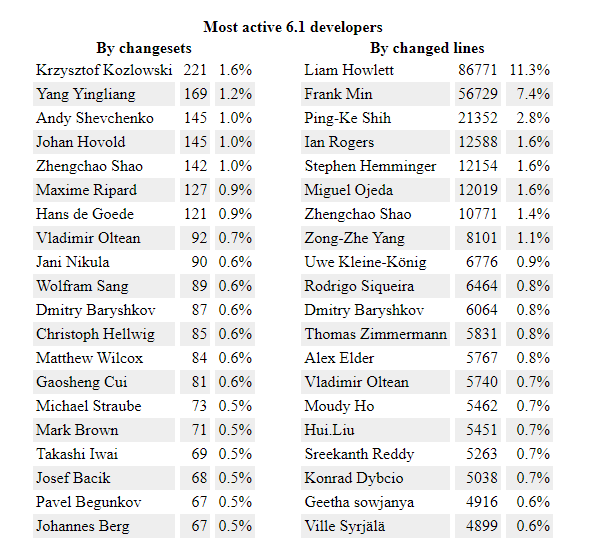 Most active 6.1 developers
By changesets By changed lines
Krzysztof Kozlowski 221 1.6% Liam Howlett 86771 11.3%
Yang Yingliang 169 1.2% Frank Min 56729 7.4%
Andy Shevchenko 145 1.0% Ping-Ke Shih 21352 2.8%
Johan Hovold 145 1.0% Ian Rogers 12588 1.6%
Zhengchao Shao 142 1.0% Stephen Hemminger 12154 1.6%
Maxime Ripard 127 0.9% Miguel Ojeda 12019 1.6%
Hans de Goede 121 0.9% Zhengchao Shao 10771 1.4%
Vladimir Oltean 92 0.7% Zong-Zhe Yang 8101 1.1%
Jani Nikula 90 0.6% Uwe Kleine-König 6776 0.9%
Wolfram Sang 89 0.6% Rodrigo Siqueira 6464 0.8%
Dmitry Baryshkov 87 0.6% Dmitry Baryshkov 6064 0.8%
Christoph Hellwig 85 0.6% Thomas Zimmermann 5831 0.8%
Matthew Wilcox 84 0.6% Alex Elder 5767 0.8%
Gaosheng Cui 81 0.6% Vladimir Oltean 5740 0.7%
Michael Straube 73 0.5% Moudy Ho 5462 0.7%
Mark Brown 71 0.5% Hui.Liu 5451 0.7%
Takashi Iwai 69 0.5% Sreekanth Reddy 5263 0.7%
Josef Bacik 68 0.5% Konrad Dybcio 5038 0.7%
Pavel Begunkov 67 0.5% Geetha sowjanya 4916 0.6%
Johannes Berg 67 0.5% Ville Syrjälä 4899 0.6%